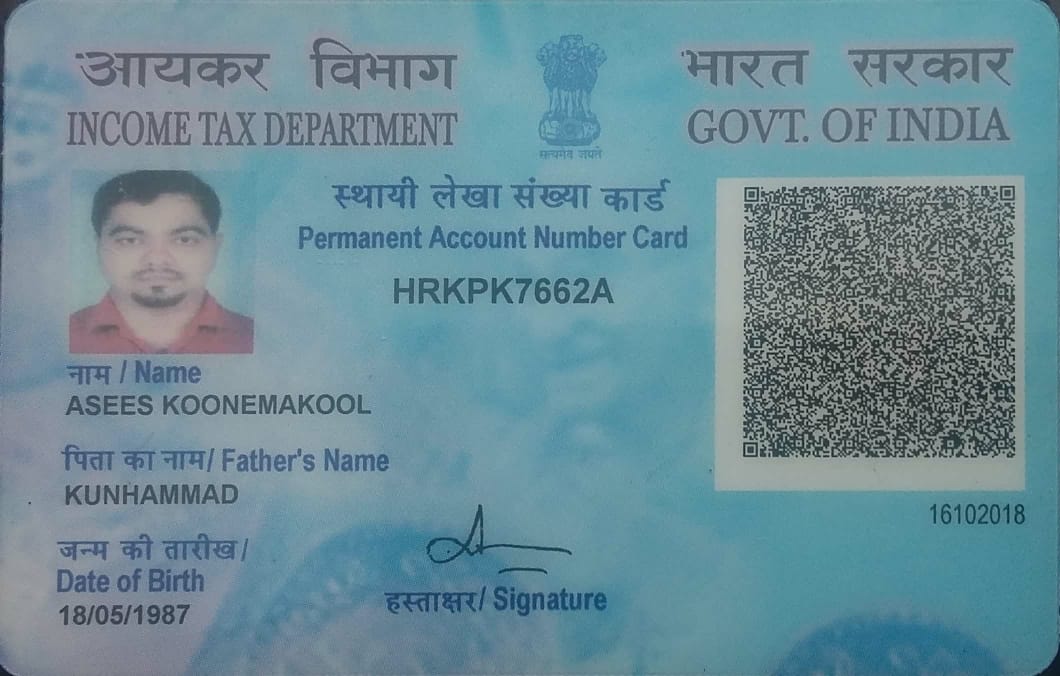 आयकर विभाग
INCOME TAX DEPARTMENT
सत्यमेव जयते
भारत सरकार
GOVT. OF INDIA
स्थायी लेखा संख्या कार्ड
Permanent Account Number Card
HRKPK7662A
नाम / Name
ASEES KOONEMAKOOL
पिता का नाम/ Father's Name
KUNHAMMAD
जन्म की तारीख/
Date of Birth
18/05/1987
हस्ताक्षर/ Signature
16102018